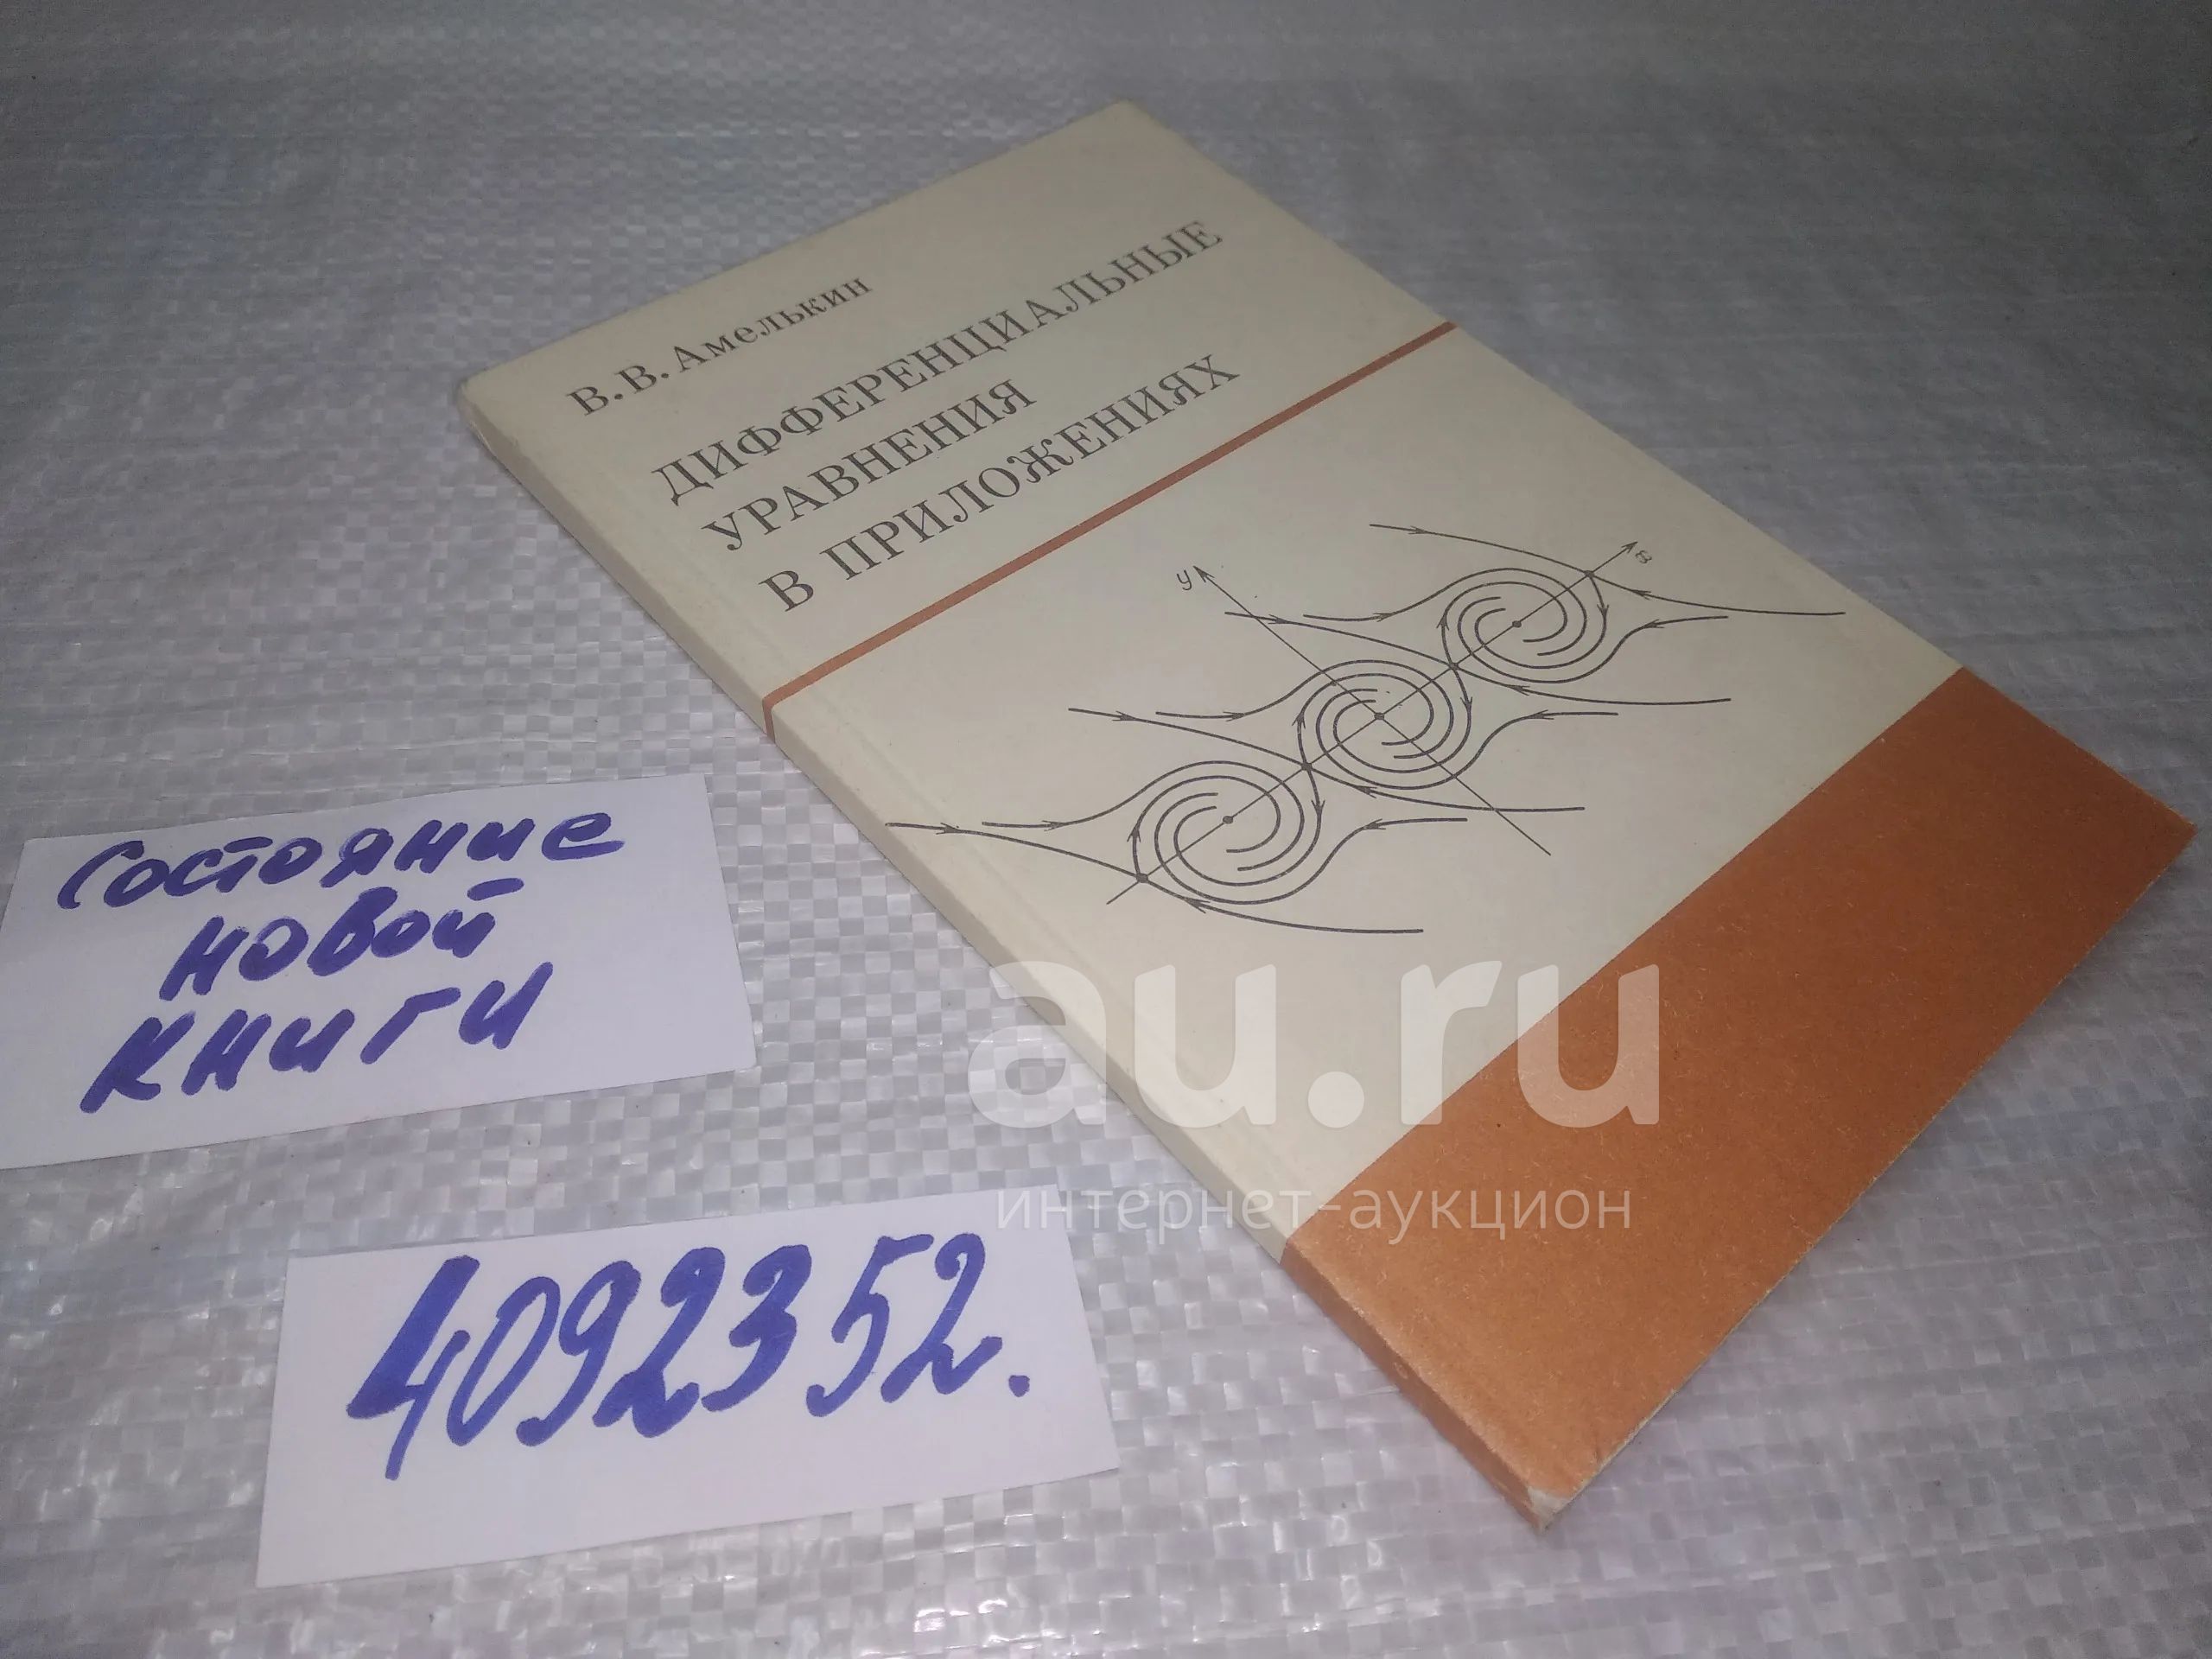 В. В. Амелькин
ДИФФЕРЕНЦИАЛЬНЫЕ
УРАВНЕНИЯ
В ПРИЛОЖЕНИЯХ
y
x
Состояние
новой
книги
4092352.
au.ru
интернет-аукцион